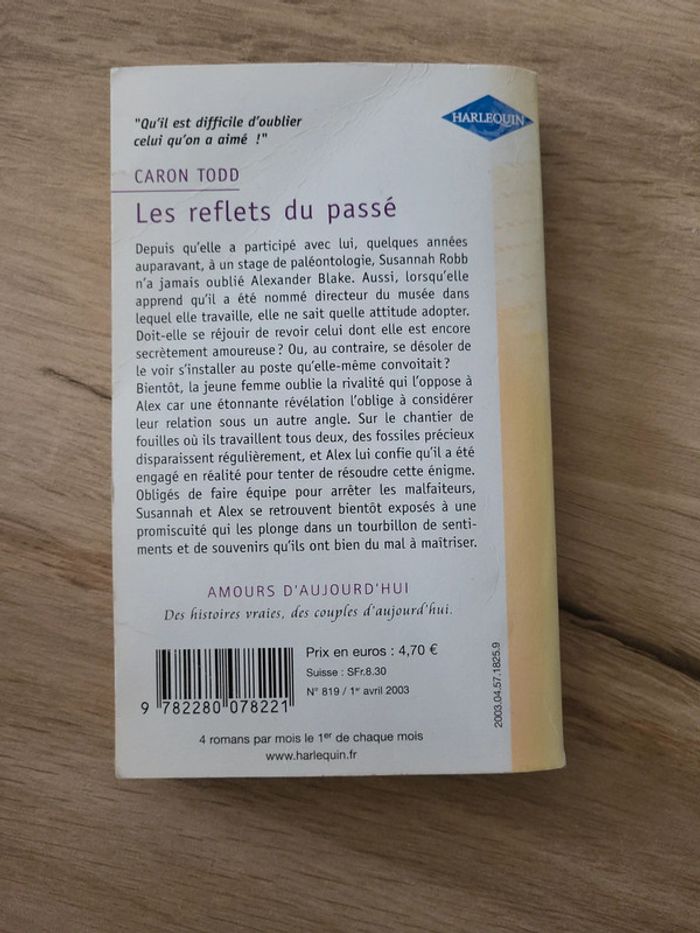 "Qu'il est difficile d'oublier
celui qu'on a aimé !"
HARLEQUIN
CARON TODD
Les reflets du passé
Depuis qu'elle a participé avec lui, quelques années
auparavant, à un stage de paléontologie, Susannah Robb
n'a jamais oublié Alexander Blake. Aussi, lorsqu'elle
apprend qu'il a été nommé directeur du musée dans
lequel elle travaille, elle ne sait quelle attitude adopter.
Doit-elle se réjouir de revoir celui dont elle est encore
secrètement amoureuse ? Ou, au contraire, se désoler de
le voir s'installer au poste qu'elle-même convoitait ?
Bientôt, la jeune femme oublie la rivalité qui l'oppose à
Alex car une étonnante révélation l'oblige à considérer
leur relation sous un autre angle. Sur le chantier de
fouilles où ils travaillent tous deux, des fossiles précieux
disparaissent régulièrement, et Alex lui confie qu'il a été
engagé en réalité pour tenter de résoudre cette énigme.
Obligés de faire équipe pour arrêter les malfaiteurs,
Susannah et Alex se retrouvent bientôt exposés à une
promiscuité qui les plonge dans un tourbillon de senti-
ments et de souvenirs qu'ils ont bien du mal à maîtriser.
AMOURS D'AUJOURD'HUI
Des histoires vraies, des couples d'aujourd'hui.
Prix en euros : 4,70 €
Suisse : SFr.8.30
N° 819 / 1er avril 2003
9 782280 078221
2003.04.57.1825.9
4 romans par mois le 1er de chaque mois
www.harlequin.fr